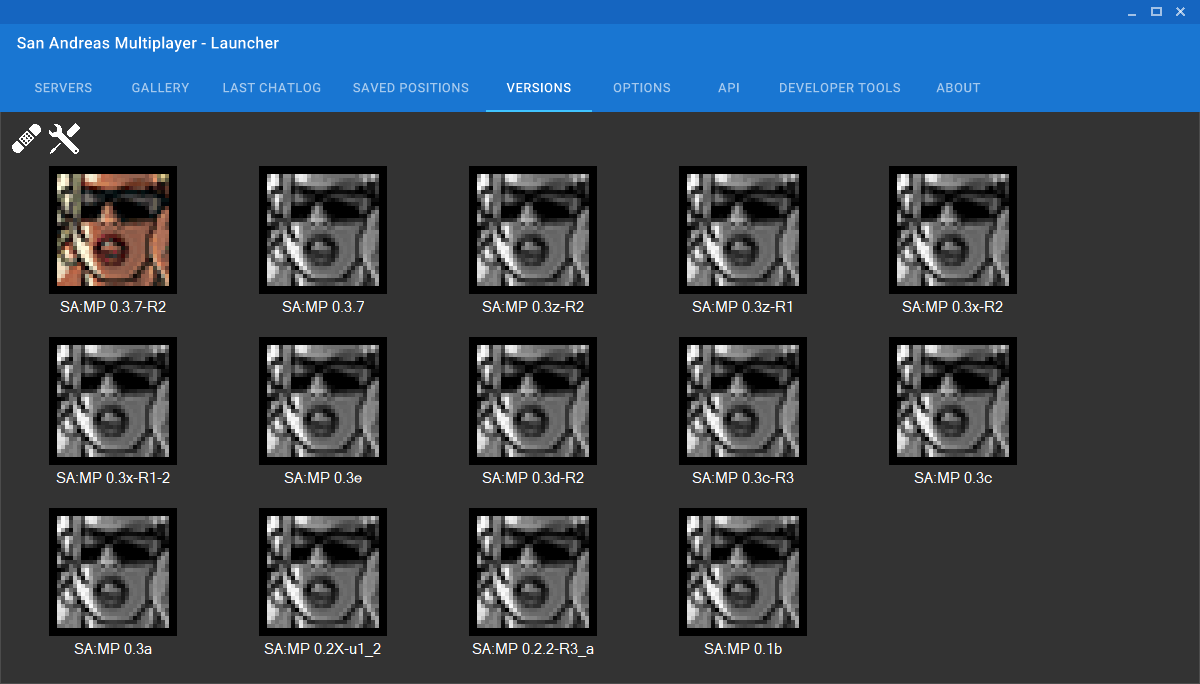 San Andreas Multiplayer - Launcher
SERVERS GALLERY LAST CHATLOG SAVED POSITIONS VERSIONS OPTIONS API DEVELOPER TOOLS ABOUT
SA:MP 0.3.7-R2 SA:MP 0.3.7 SA:MP 0.3z-R2 SA:MP 0.3z-R1 SA:MP 0.3x-R2
SA:MP 0.3x-R1-2 SA:MP 0.3e SA:MP 0.3d-R2 SA:MP 0.3c-R3 SA:MP 0.3c
SA:MP 0.3a SA:MP 0.2X-u1_2 SA:MP 0.2.2-R3_a SA:MP 0.1b